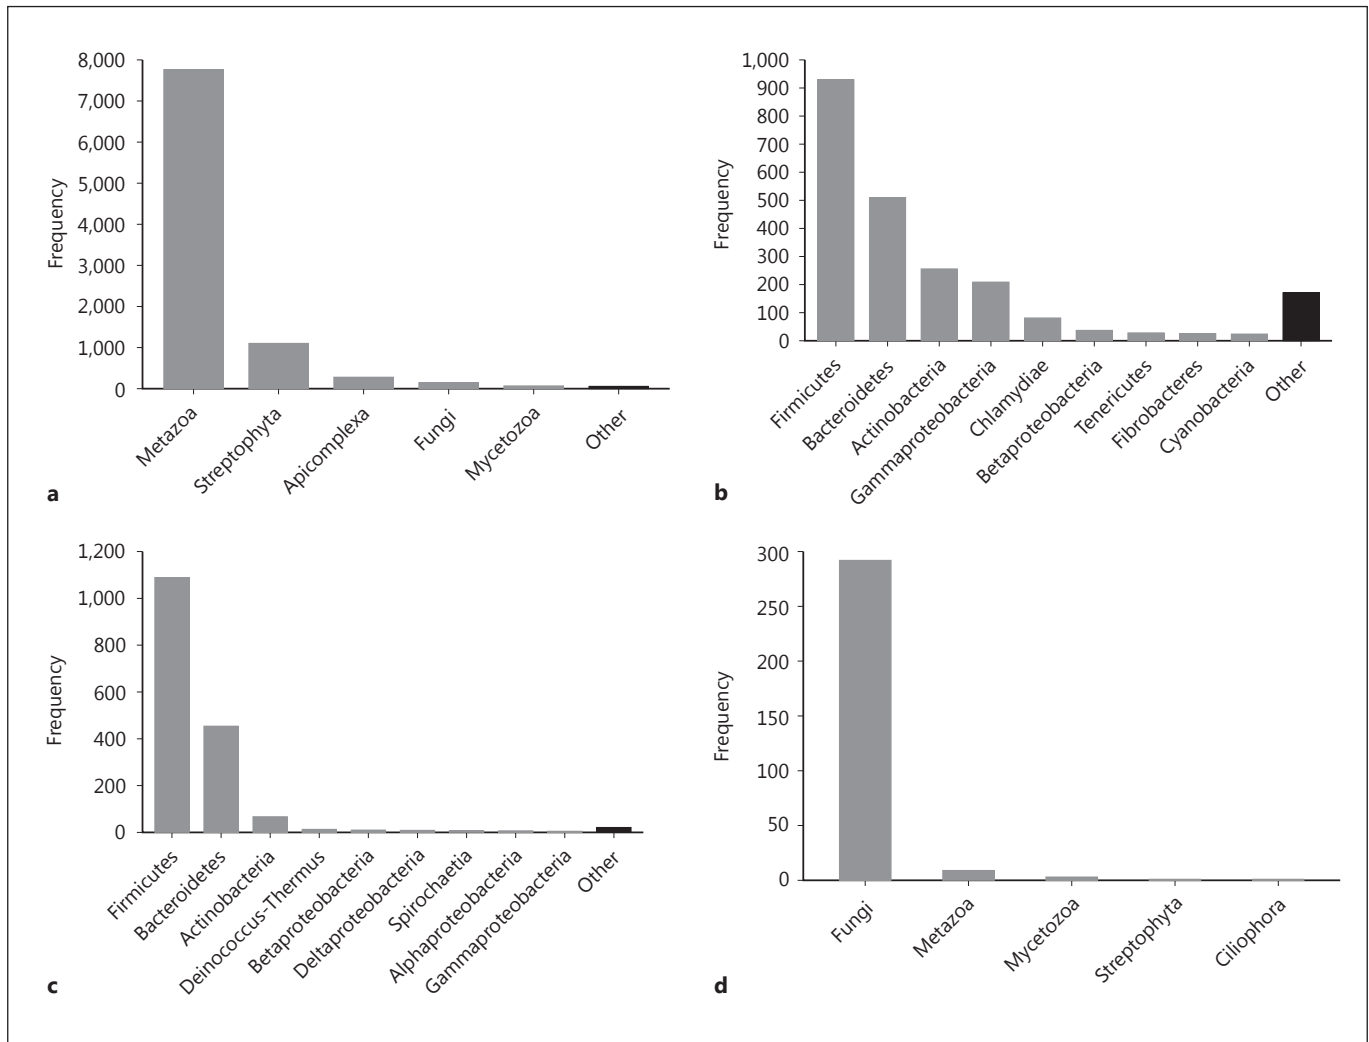 8,000
7,000
6,000
5,000
4,000
3,000
2,000
1,000
0
Frequency
Metazoa
Streptophyta
Apicomplexa
Fungi
Mycetozoa
Other
a
1,000
900
800
700
600
500
400
300
200
100
0
Frequency
Firmicutes
Bacteroidetes
Actinobacteria
Gammaproteobacteria
Chlamydiae
Betaproteobacteria
Tenericutes
Fibrobacteres
Cyanobacteria
Other
b
1,200
1,000
800
600
400
200
0
Frequency
Firmicutes
Bacteroidetes
Actinobacteria
Deinococcus-Thermus
Betaproteobacteria
Deltaproteobacteria
Spirochaetia
Alphaproteobacteria
Gammaproteobacteria
Other
c
300
250
200
150
100
50
0
Frequency
Fungi
Metazoa
Mycetozoa
Streptophyta
Ciliophora
d